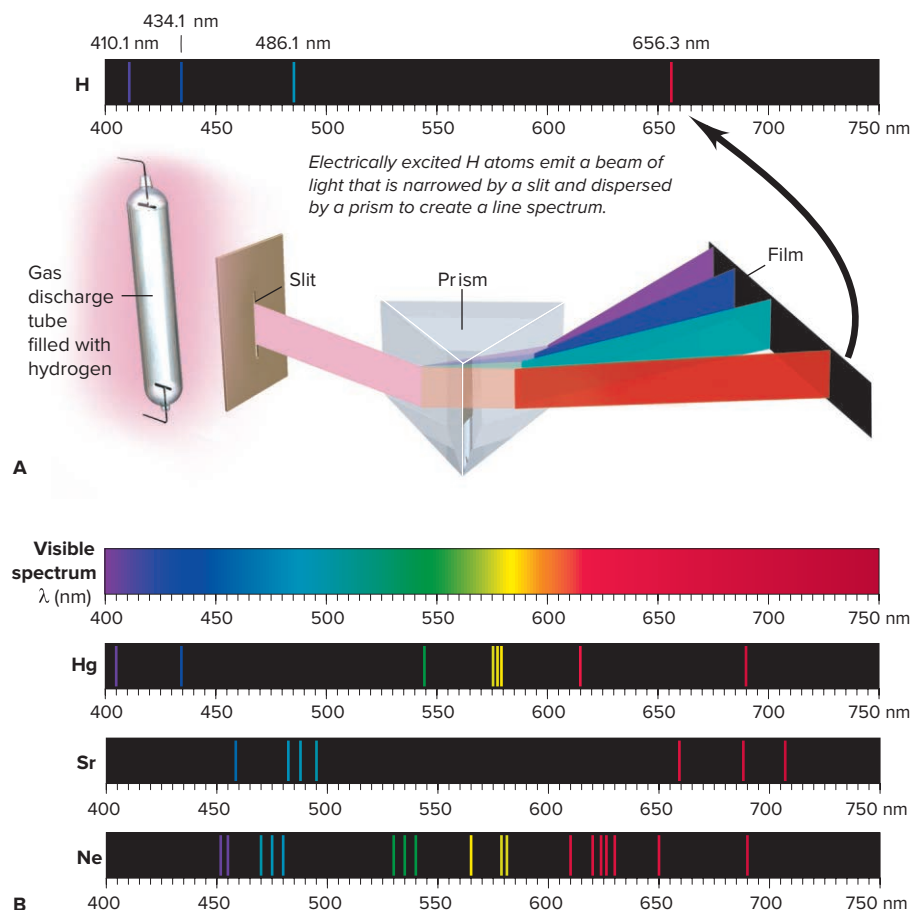 434.1 nm
410.1 nm
486.1 nm
656.3 nm
H
400 450 500 550 600 650 700 750 nm
Electrically excited H atoms emit a beam of
light that is narrowed by a slit and dispersed
by a prism to create a line spectrum.
Gas
discharge
tube
filled with
hydrogen
Slit
Prism
Film
A
Visible
spectrum
λ (nm)
400 450 500 550 600 650 700 750 nm
Hg
400 450 500 550 600 650 700 750 nm
Sr
400 450 500 550 600 650 700 750 nm
Ne
400 450 500 550 600 650 700 750 nm
B